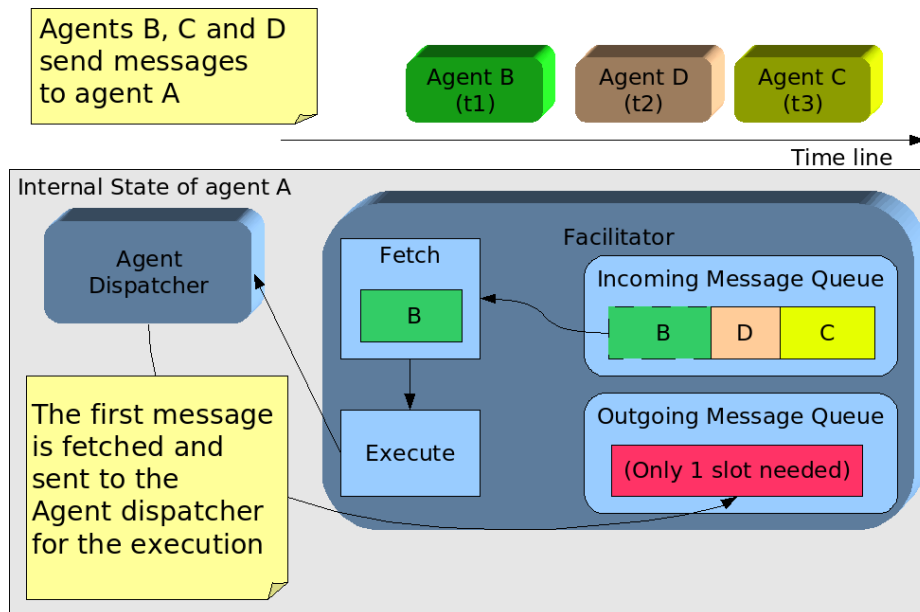 Agents B, C and D
send messages
to agent A
Agent B
(t1)
Agent D
(t2)
Agent C
(t3)
Time line
Internal State of agent A
Agent
Dispatcher
Facilitator
Fetch
B
Incoming Message Queue
B
D
C
The first message
is fetched and
sent to the
Agent dispatcher
for the execution
Execute
Outgoing Message Queue
(Only 1 slot needed)